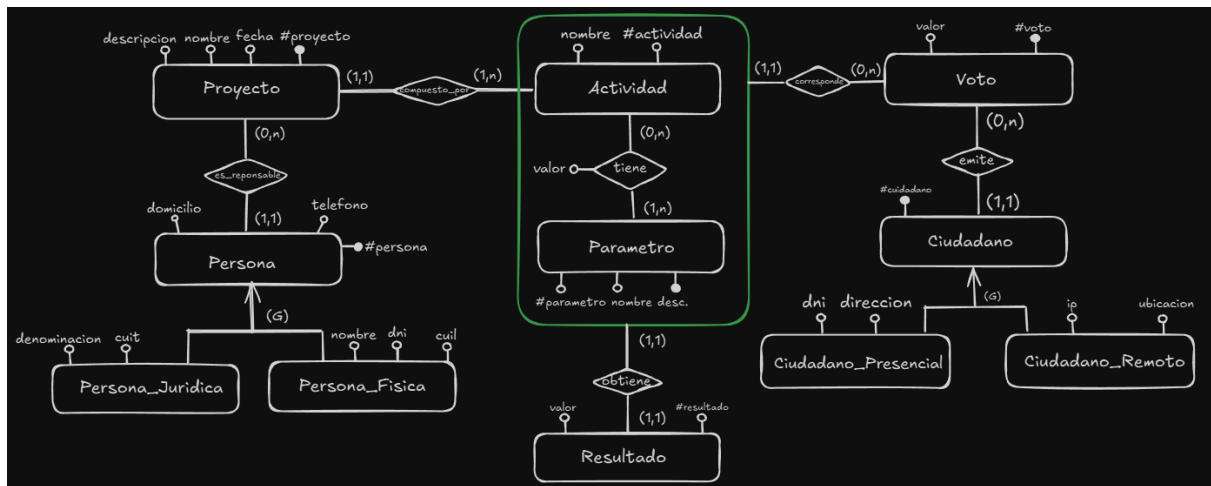 descripcion nombre fecha #proyecto
Proyecto
(1,1) compuesto_por (1,n)
nombre #actividad
Actividad
(1,1) corresponde (0,n)
valor #voto
Voto
(0,n)
es_reponsable
(1,1)
domicilio telefono
#persona
Persona
(G)
denominacion cuit
Persona_Juridica
nombre dni cuil
Persona_Fisica
(0,n)
valor tiene
(1,n)
Parametro
#parametro nombre desc.
(1,1)
obtiene
(1,1)
valor #resultado
Resultado
(0,n)
emite
(1,1)
#cuidadano
Ciudadano
(G)
dni direccion
Ciudadano_Presencial
ip ubicacion
Ciudadano_Remoto